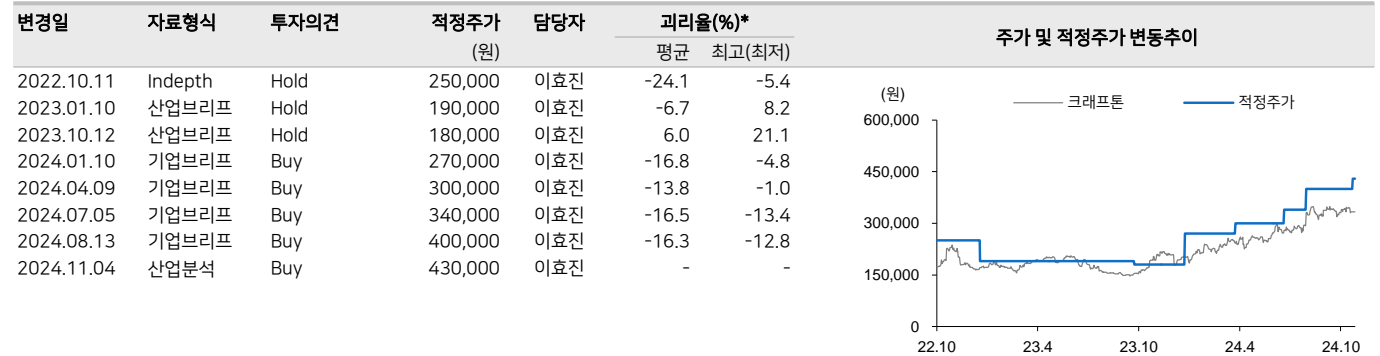 변경일 자료형식 투자의견 적정주가 담당자 괴리율(%)*
(원) 평균 최고(최저)
2022.10.11 Indepth Hold 250,000 이효진 -24.1 -5.4
2023.01.10 산업브리프 Hold 190,000 이효진 -6.7 8.2
2023.10.12 산업브리프 Hold 180,000 이효진 6.0 21.1
2024.01.10 기업브리프 Buy 270,000 이효진 -16.8 -4.8
2024.04.09 기업브리프 Buy 300,000 이효진 -13.8 -1.0
2024.07.05 기업브리프 Buy 340,000 이효진 -16.5 -13.4
2024.08.13 기업브리프 Buy 400,000 이효진 -16.3 -12.8
2024.11.04 산업분석 Buy 430,000 이효진 - -
주가 및 적정주가 변동추이
(원) 크래프톤 적정주가
600,000
450,000
300,000
150,000
0
22.10 23.4 23.10 24.4 24.10